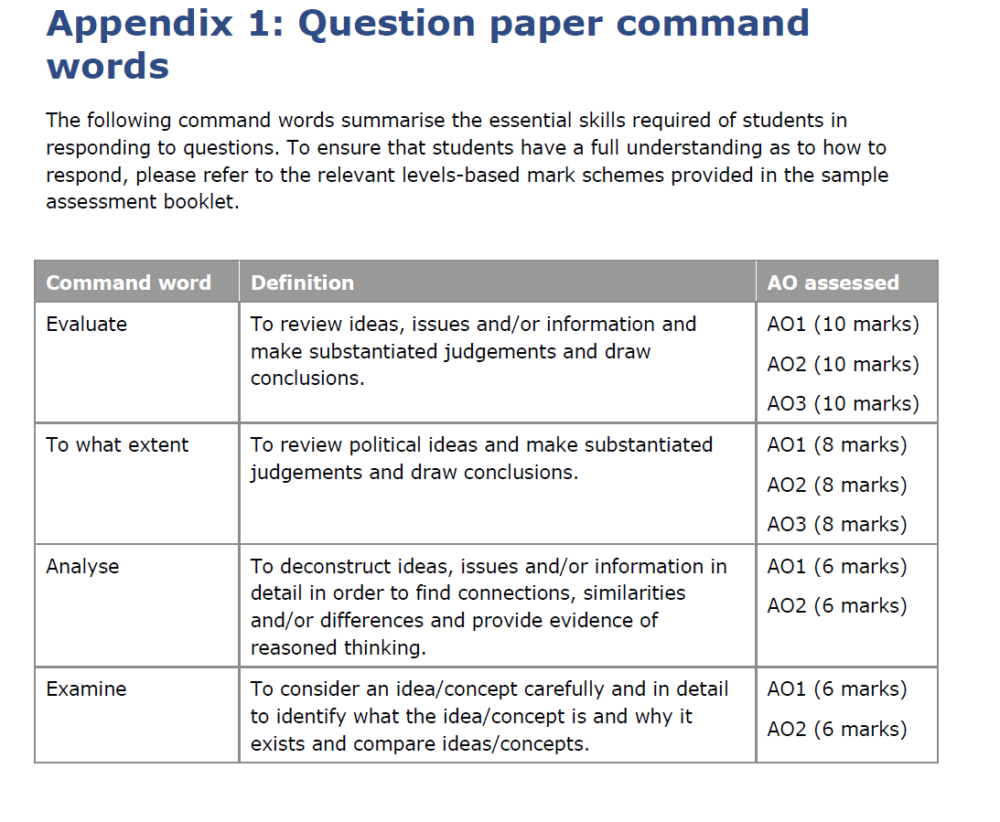 Appendix 1: Question paper command
words
The following command words summarise the essential skills required of students in
responding to questions. To ensure that students have a full understanding as to how to
respond, please refer to the relevant levels-based mark schemes provided in the sample
assessment booklet.
Command word Definition AO assessed
Evaluate To review ideas, issues and/or information and AO1 (10 marks)
make substantiated judgements and draw AO2 (10 marks)
conclusions.
AO3 (10 marks)
To what extent To review political ideas and make substantiated AO1 (8 marks)
judgements and draw conclusions. AO2 (8 marks)
AO3 (8 marks)
Analyse To deconstruct ideas, issues and/or information in AO1 (6 marks)
detail in order to find connections, similarities AO2 (6 marks)
and/or differences and provide evidence of
reasoned thinking.
Examine To consider an idea/concept carefully and in detail AO1 (6 marks)
to identify what the idea/concept is and why it AO2 (6 marks)
exists and compare ideas/concepts.